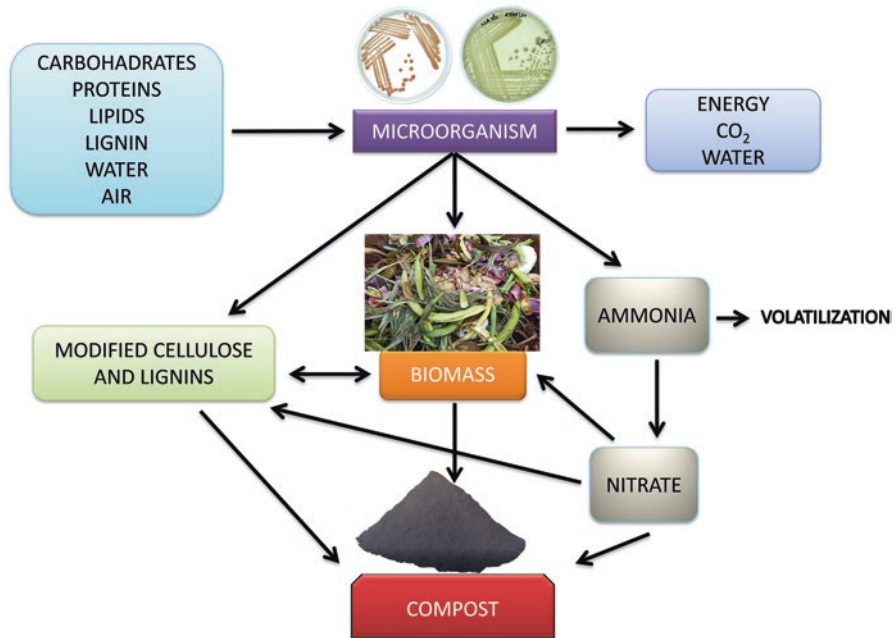 CARBOHADRATES
PROTEINS
LIPIDS
LIGNIN
WATER
AIR
MICROORGANISM
ENERGY
CO₂
WATER
MODIFIED CELLULOSE
AND LIGNINS
BIOMASS
AMMONIA
VOLATILIZATION
NITRATE
COMPOST